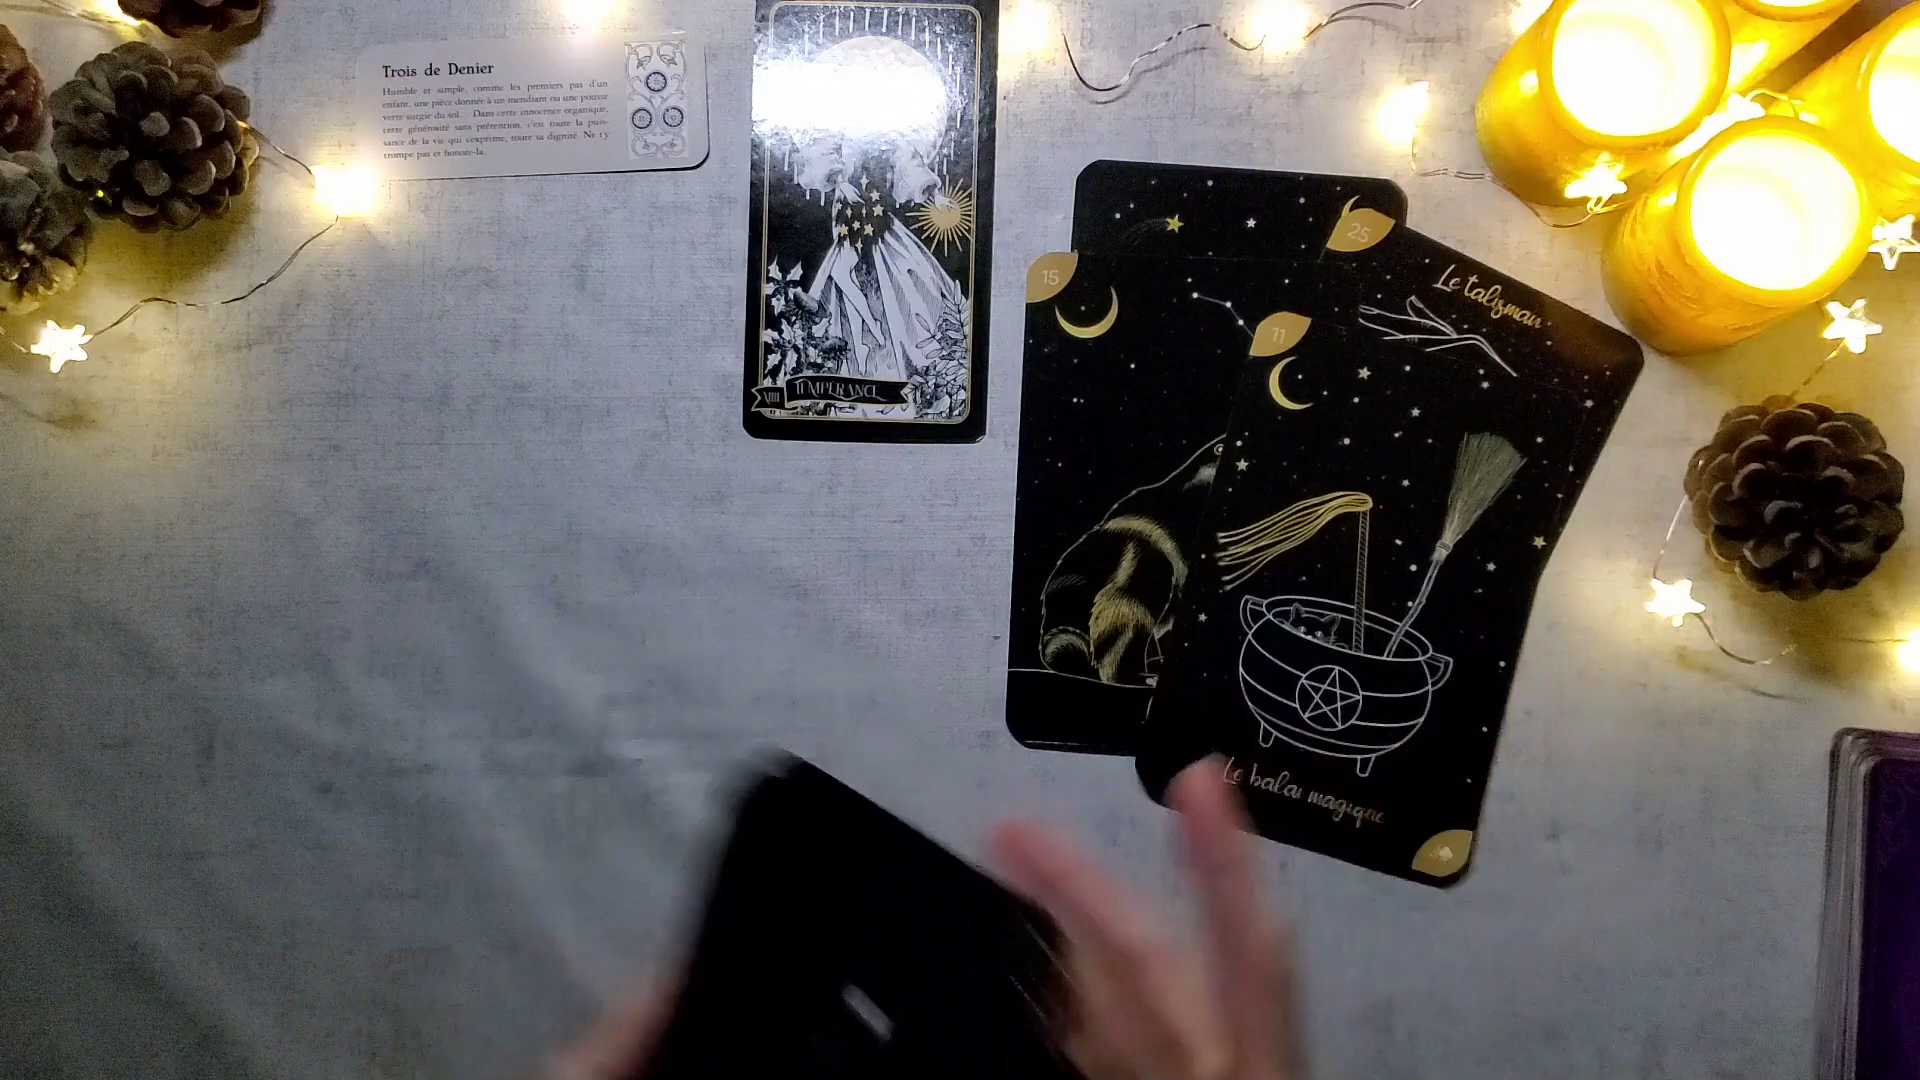 Trois de Denier
Humble et simple, comme les premiers pas d'un
enfant, une pièce donnée à un mendiant ou une pousse
verte surgie du sol... Dans cette innocence organique,
cette générosité sans prétention, c'est toute la puis-
sance de la vie qui s'exprime, toute sa dignité. Ne t'y
trompe pas et honore-la.
VIIII TEMPÉRANCE
25
Le talisman
15
11
Le balai magique